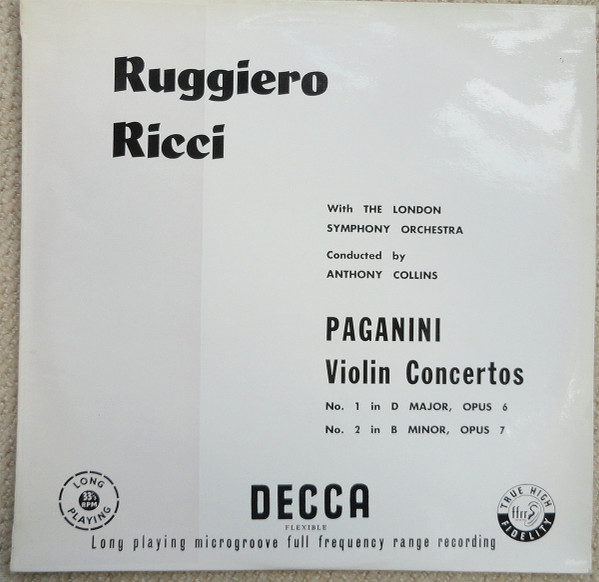 Ruggiero
Ricci
With THE LONDON
SYMPHONY ORCHESTRA
Conducted by
ANTHONY COLLINS
PAGANINI
Violin Concertos
No. 1 in D MAJOR, OPUS 6
No. 2 in B MINOR, OPUS 7
LONG
33⅓
RPM
PLAYING
DECCA
FLEXIBLE
TRUE HIGH
ffrr
FIDELITY
Long playing microgroove full frequency range recording